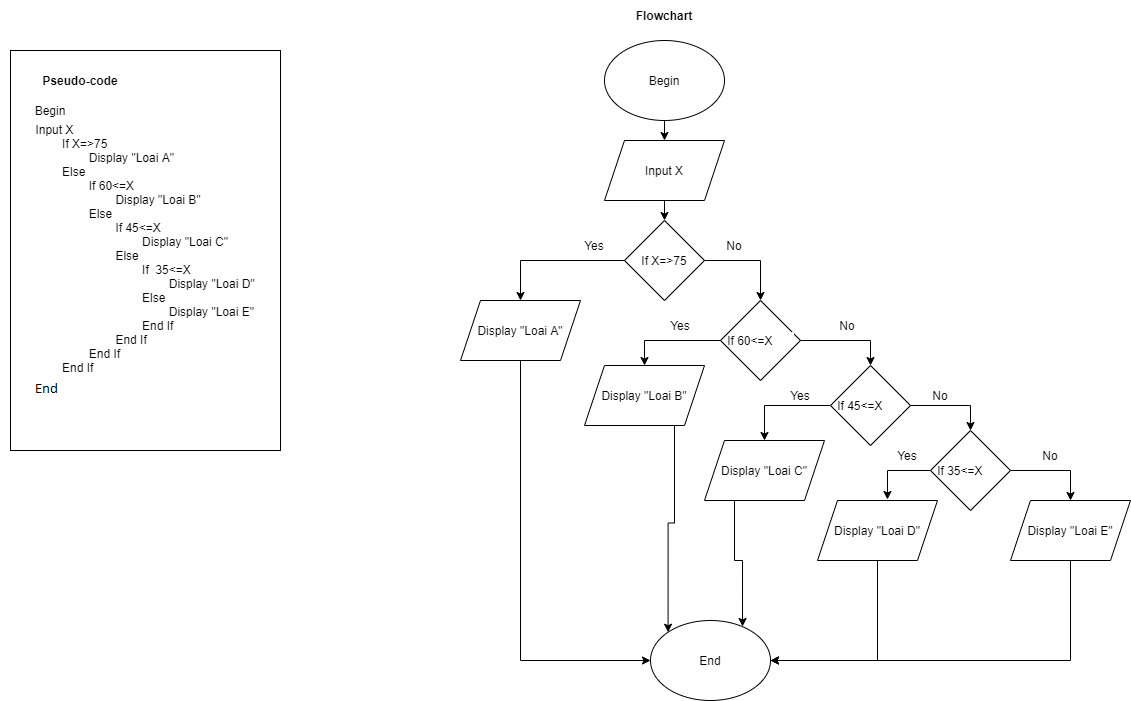 Pseudo-code
Begin
Input X
If X=>75
Display "Loai A"
Else
If 60<=X
Display "Loai B"
Else
If 45<=X
Display "Loai C"
Else
If  35<=X
Display "Loai D"
Else
Display "Loai E"
End If
End If
End If
End If
End
Flowchart
Begin
Input X
If X=>75
Yes
No
Display "Loai A"
If 60<=X
Yes
No
Display "Loai B"
If 45<=X
Yes
No
Display "Loai C"
If 35<=X
Yes
No
Display "Loai D"
Display "Loai E"
End